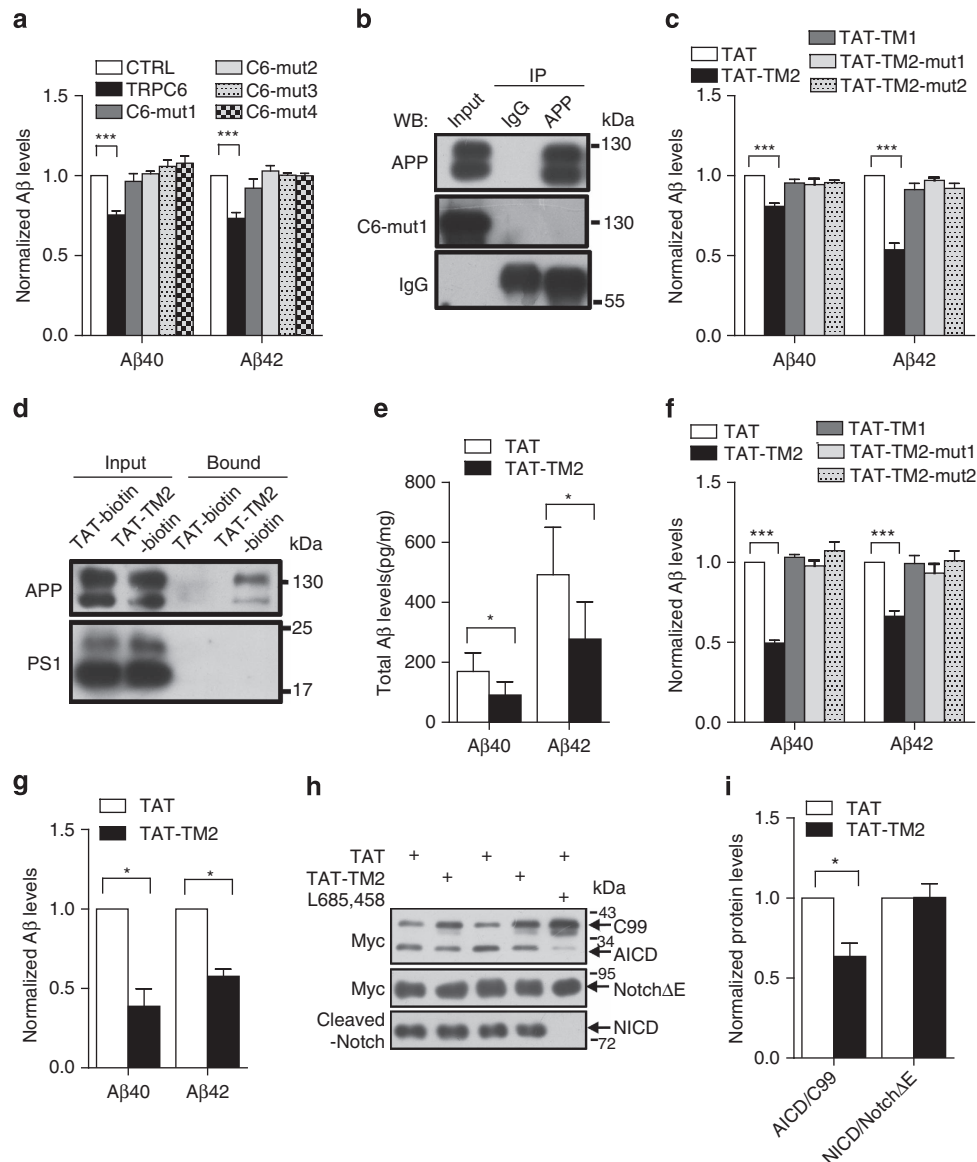 a
CTRL
TRPC6
C6-mut1
C6-mut2
C6-mut3
C6-mut4
Normalized Aβ levels
1.5
1.0
0.5
0.0
***
***
Aβ40
Aβ42
b
IP
WB:
Input
IgG
APP
kDa
APP
130
C6-mut1
130
IgG
55
c
TAT
TAT-TM2
TAT-TM1
TAT-TM2-mut1
TAT-TM2-mut2
Normalized Aβ levels
1.5
1.0
0.5
0.0
***
***
Aβ40
Aβ42
d
Input
Bound
TAT-biotin
TAT-TM2
-biotin
TAT-biotin
TAT-TM2
-biotin
kDa
APP
130
25
PS1
17
e
TAT
TAT-TM2
Total Aβ levels(pg/mg)
800
600
400
200
0
*
*
Aβ40
Aβ42
f
TAT
TAT-TM2
TAT-TM1
TAT-TM2-mut1
TAT-TM2-mut2
Normalized Aβ levels
1.5
1.0
0.5
0.0
***
***
Aβ40
Aβ42
g
TAT
TAT-TM2
Normalized Aβ levels
1.5
1.0
0.5
0.0
*
*
Aβ40
Aβ42
h
TAT + + +
TAT-TM2 + +
L685,458 +
kDa
43
Myc
C99
34
AICD
95
Myc
NotchΔE
Cleaved
-Notch
NICD
72
i
TAT
TAT-TM2
Normalized protein levels
1.5
1.0
0.5
0.0
*
AICD/C99
NICD/NotchΔE